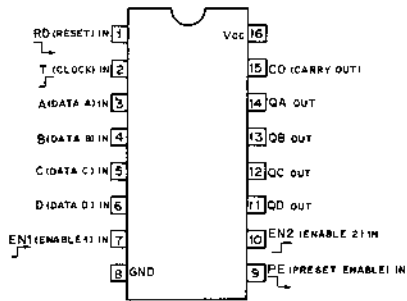 RD (RESET) IN 1
Vcc 16
T (CLOCK) IN 2
15 CO (CARRY OUT)
A (DATA A) IN 3
14 QA OUT
B (DATA B) IN 4
13 QB OUT
C (DATA C) IN 5
12 QC OUT
D (DATA D) IN 6
11 QD OUT
EN1 (ENABLE 1) IN 7
10 EN2 (ENABLE 2) IN
8 GND
9 PE (PRESET ENABLE) IN